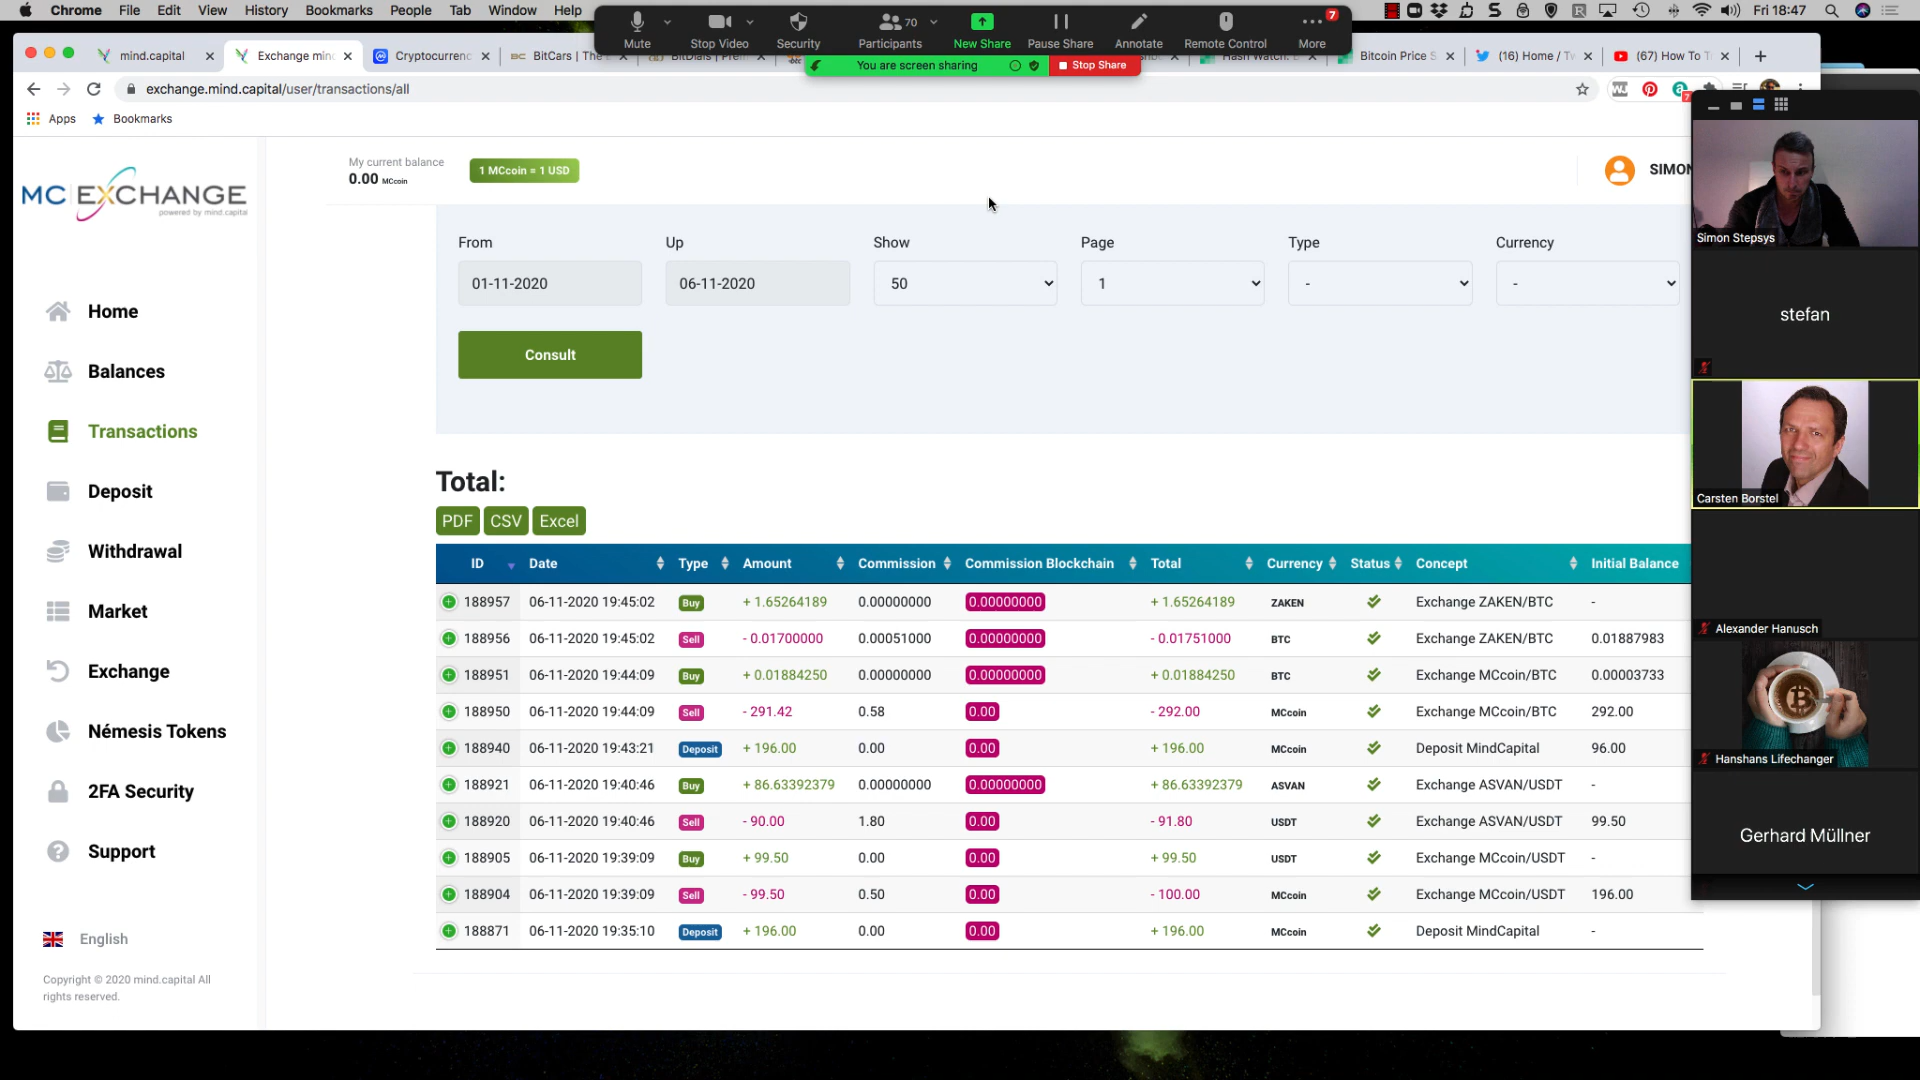 Chrome File Edit View History Bookmarks People Tab Window Help
Fri 18:47
Mute Stop Video Security Participants 70 New Share Pause Share Annotate Remote Control More 7
You are screen sharing Stop Share
mind.capital Exchange min Cryptocurrenc BitCars | The Bitcoin Price S (16) Home / Tw (67) How To T
exchange.mind.capital/user/transactions/all
Apps Bookmarks
MC EXCHANGE
powered by mind.capital
My current balance
0.00 MCcoin
1 MCcoin = 1 USD
SIMON
Home
Balances
Transactions
Deposit
Withdrawal
Market
Exchange
Némesis Tokens
2FA Security
Support
English
Copyright © 2020 mind.capital All
rights reserved.
From Up Show Page Type Currency
01-11-2020 06-11-2020 50 1 - -
Consult
Total:
PDF CSV Excel
ID Date Type Amount Commission Commission Blockchain Total Currency Status Concept Initial Balance
188957 06-11-2020 19:45:02 Buy + 1.65264189 0.00000000 0.00000000 + 1.65264189 ZAKEN Exchange ZAKEN/BTC -
188956 06-11-2020 19:45:02 Sell - 0.01700000 0.00051000 0.00000000 - 0.01751000 BTC Exchange ZAKEN/BTC 0.01887983
188951 06-11-2020 19:44:09 Buy + 0.01884250 0.00000000 0.00000000 + 0.01884250 BTC Exchange MCcoin/BTC 0.00003733
188950 06-11-2020 19:44:09 Sell - 291.42 0.58 0.00 - 292.00 MCcoin Exchange MCcoin/BTC 292.00
188940 06-11-2020 19:43:21 Deposit + 196.00 0.00 0.00 + 196.00 MCcoin Deposit MindCapital 96.00
188921 06-11-2020 19:40:46 Buy + 86.63392379 0.00000000 0.00000000 + 86.63392379 ASVAN Exchange ASVAN/USDT -
188920 06-11-2020 19:40:46 Sell - 90.00 1.80 0.00 - 91.80 USDT Exchange ASVAN/USDT 99.50
188905 06-11-2020 19:39:09 Buy + 99.50 0.00 0.00 + 99.50 USDT Exchange MCcoin/USDT -
188904 06-11-2020 19:39:09 Sell - 99.50 0.50 0.00 - 100.00 MCcoin Exchange MCcoin/USDT 196.00
188871 06-11-2020 19:35:10 Deposit + 196.00 0.00 0.00 + 196.00 MCcoin Deposit MindCapital -
Simon Stepsys
stefan
Carsten Borstel
Alexander Hanusch
Hanshans Lifechanger
Gerhard Müllner